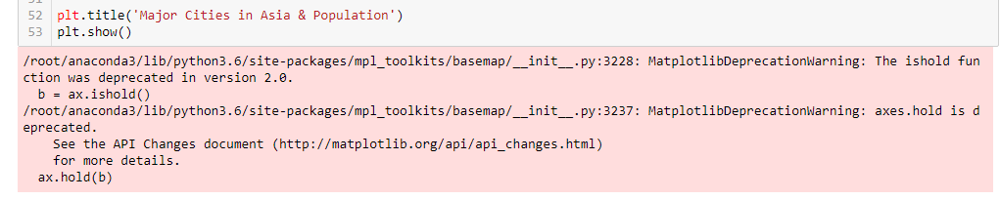 52 plt.title('Major Cities in Asia & Population')
53 plt.show()
/root/anaconda3/lib/python3.6/site-packages/mpl_toolkits/basemap/__init__.py:3228: MatplotlibDeprecationWarning: The ishold fun
ction was deprecated in version 2.0.
  b = ax.ishold()
/root/anaconda3/lib/python3.6/site-packages/mpl_toolkits/basemap/__init__.py:3237: MatplotlibDeprecationWarning: axes.hold is d
eprecated.
    See the API Changes document (http://matplotlib.org/api/api_changes.html)
    for more details.
  ax.hold(b)